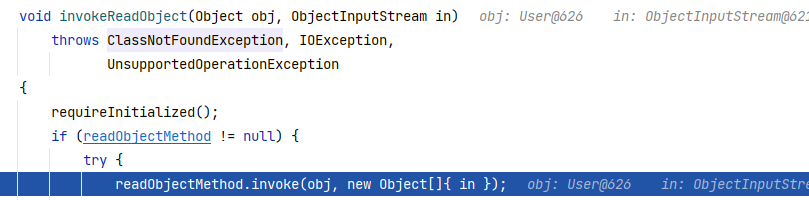 void invokeReadObject(Object obj, ObjectInputStream in)   obj: User@626   in: ObjectInputStream@621
    throws ClassNotFoundException, IOException,
           UnsupportedOperationException
{
    requireInitialized();
    if (readObjectMethod != null) {
        try {
            readObjectMethod.invoke(obj, new Object[]{ in });   obj: User@626   in: ObjectInputStre